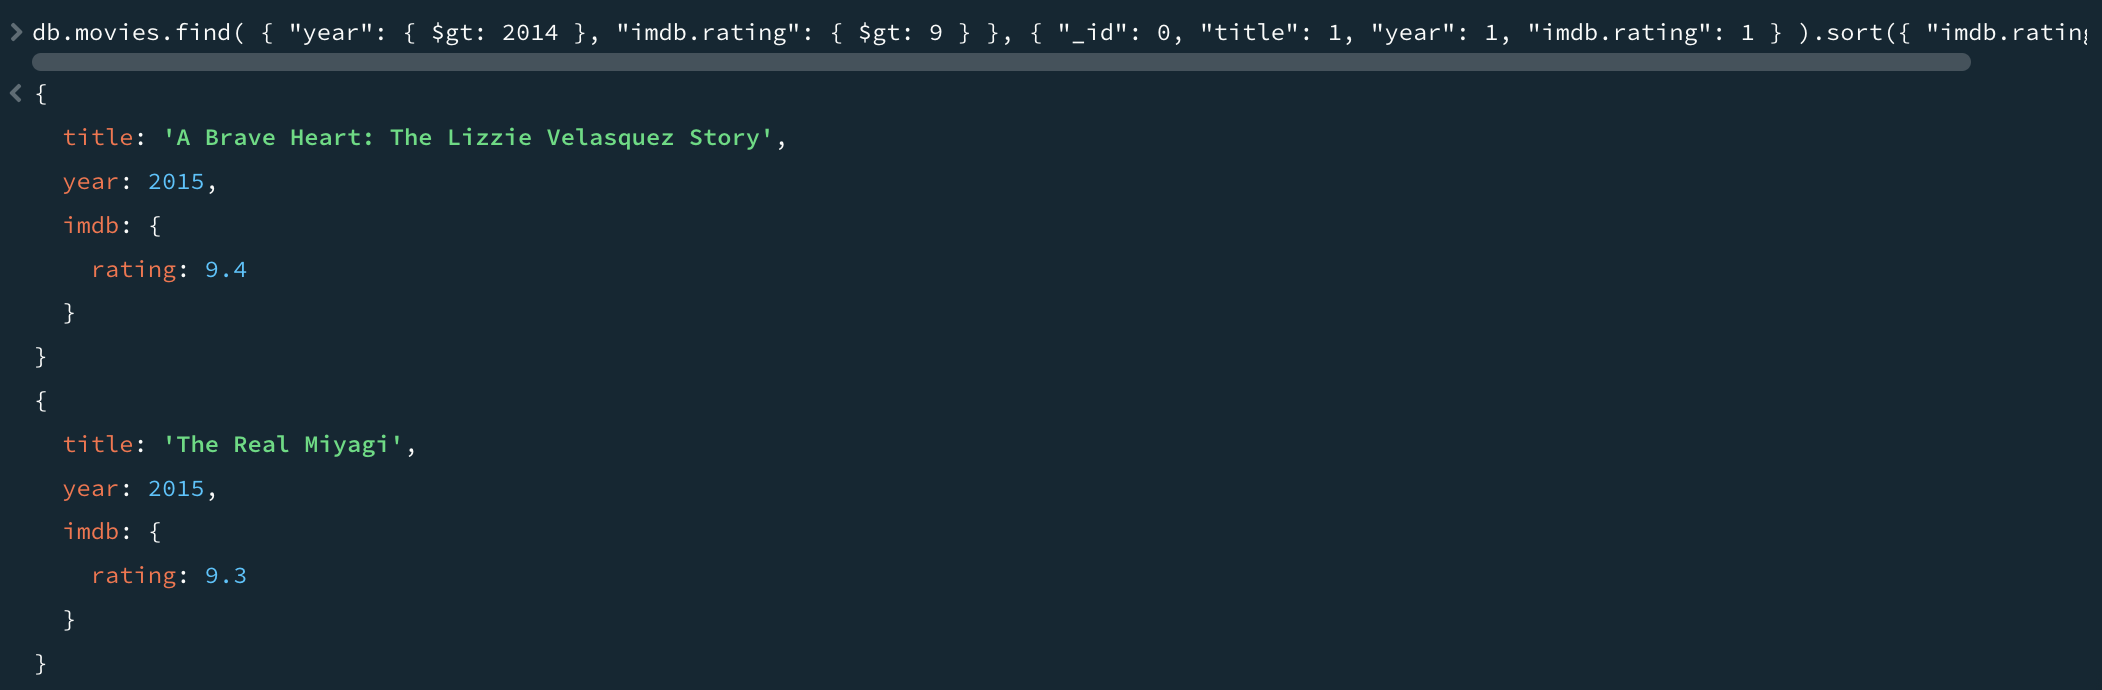 db.movies.find( { "year": { $gt: 2014 }, "imdb.rating": { $gt: 9 } }, { "_id": 0, "title": 1, "year": 1, "imdb.rating": 1 } ).sort({ "imdb.rating
{
title: 'A Brave Heart: The Lizzie Velasquez Story',
year: 2015,
imdb: {
rating: 9.4
}
}
{
title: 'The Real Miyagi',
year: 2015,
imdb: {
rating: 9.3
}
}